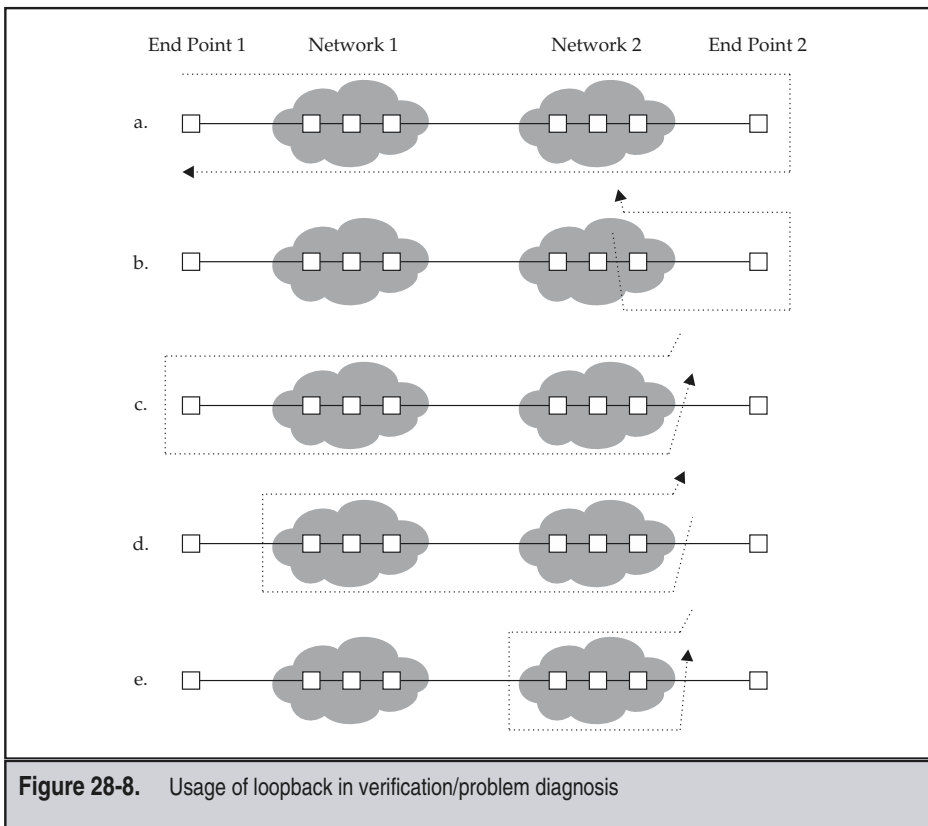 End Point 1 Network 1 Network 2 End Point 2
a.
b.
c.
d.
e.
Figure 28-8. Usage of loopback in verification/problem diagnosis